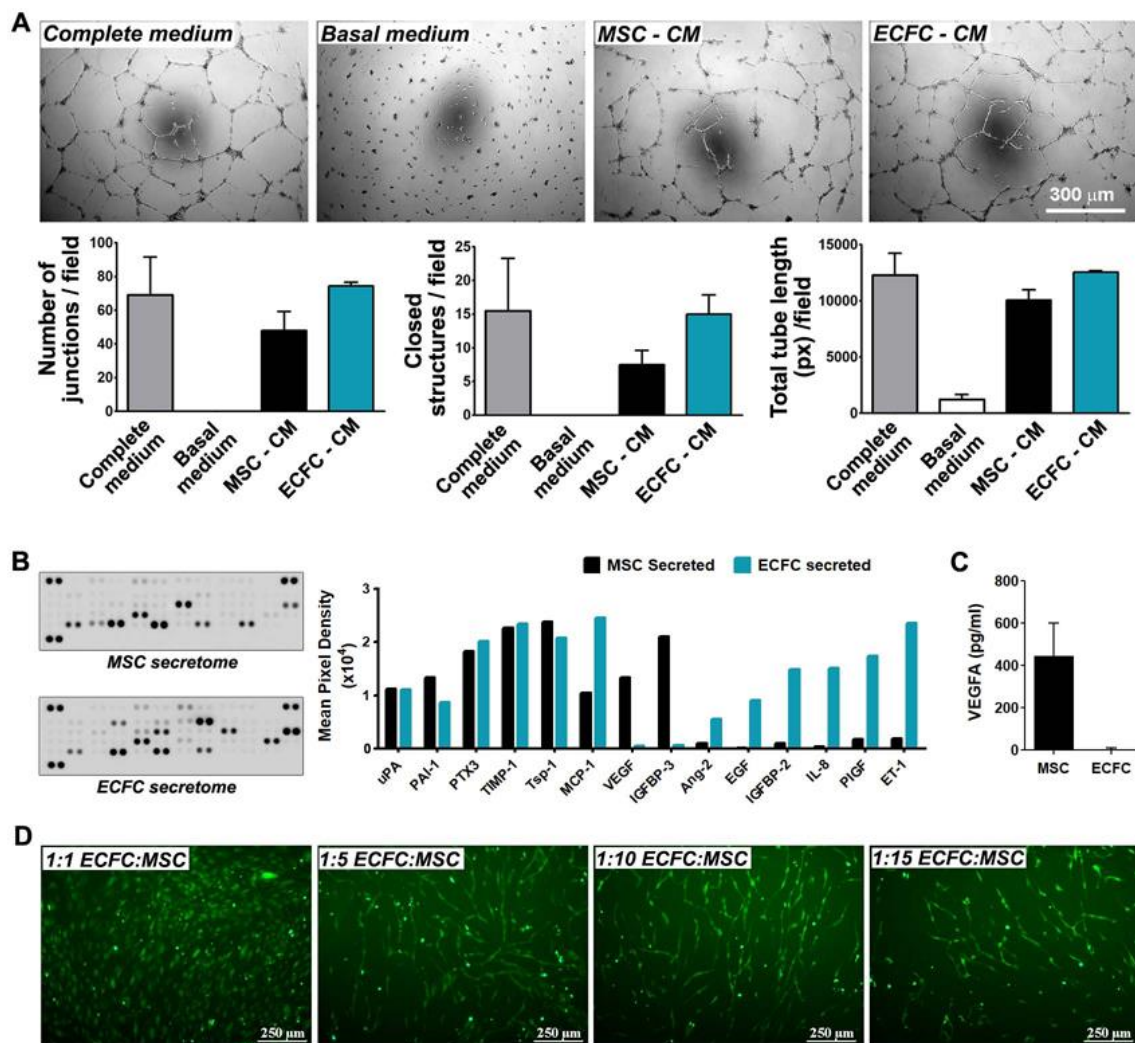 A
Complete medium
Basal medium
MSC - CM
ECFC - CM
300 µm
Number of
junctions / field
100
80
60
40
20
0
Complete
medium
Basal
medium
MSC - CM
ECFC - CM
Closed
structures / field
25
20
15
10
5
0
Complete
medium
Basal
medium
MSC - CM
ECFC - CM
Total tube length
(px) /field
15000
10000
5000
0
Complete
medium
Basal
medium
MSC - CM
ECFC - CM
B
MSC secretome
ECFC secretome
MSC Secreted
ECFC secreted
Mean Pixel Density
(x10⁴)
3
2
1
0
uPA
PAI-1
PTX3
TIMP-1
Tsp-1
MCP-1
VEGF
IGFBP-3
Ang-2
EGF
IGFBP-2
IL-8
PlGF
ET-1
C
VEGFA (pg/ml)
800
600
400
200
0
MSC
ECFC
D
1:1 ECFC:MSC
1:5 ECFC:MSC
1:10 ECFC:MSC
1:15 ECFC:MSC
250 µm
250 µm
250 µm
250 µm